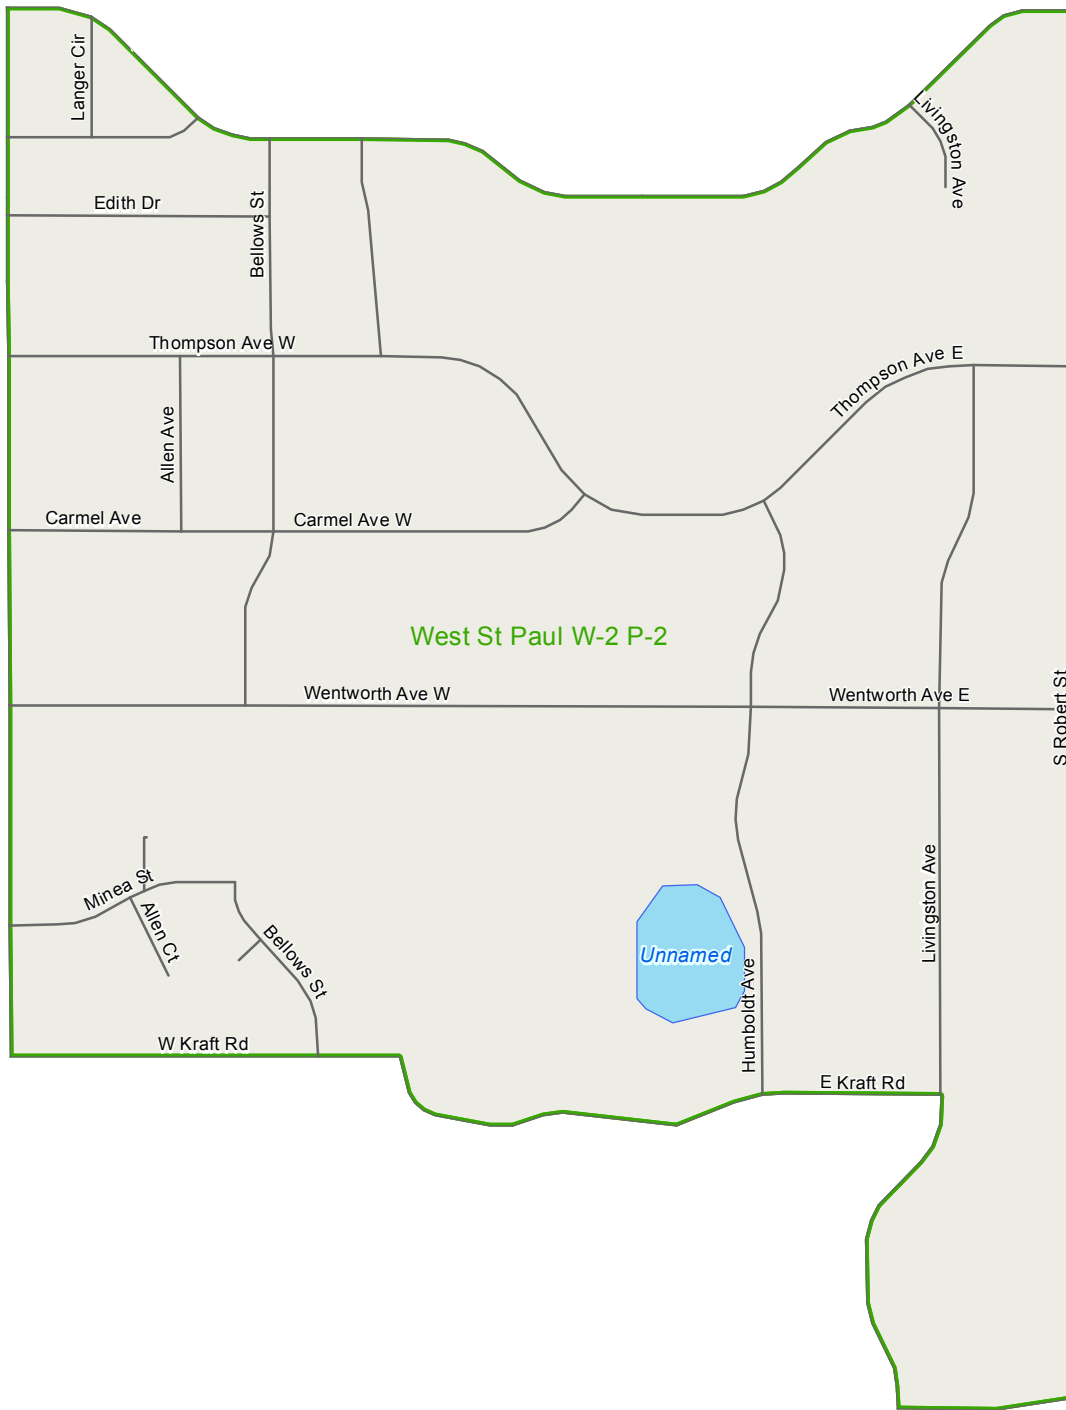 Langer Cir
Livingston Ave
Edith Dr
Bellows St
Thompson Ave W
Thompson Ave E
Allen Ave
Carmel Ave
Carmel Ave W
West St Paul W-2 P-2
Wentworth Ave W
Wentworth Ave E
S Robert St
Minea St
Allen Ct
Bellows St
Livingston Ave
Unnamed
Humboldt Ave
W Kraft Rd
E Kraft Rd